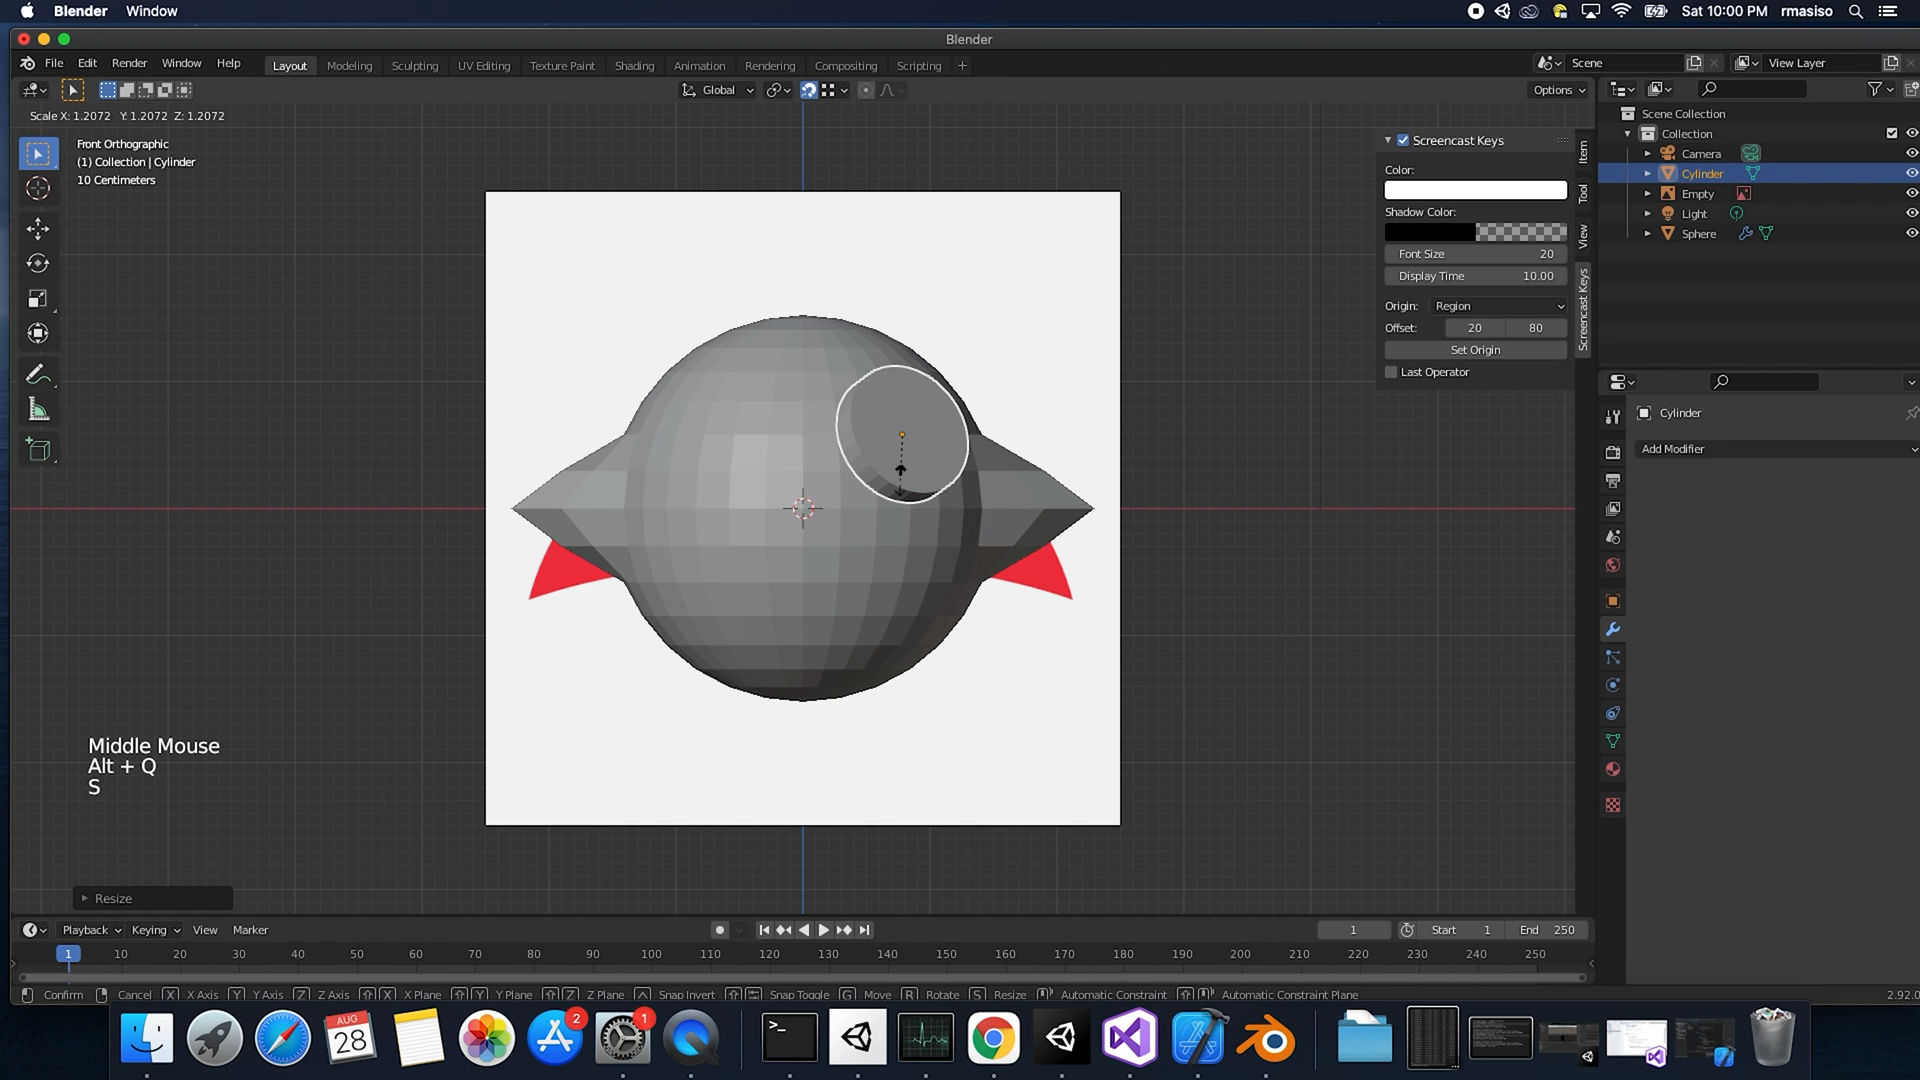 Blender Window Sat 10:00 PM rmasiso
Blender
File Edit Render Window Help Layout Modeling Sculpting UV Editing Texture Paint Shading Animation Rendering Compositing Scripting + Scene View Layer
Global Options
Scale X: 1.2072 Y: 1.2072 Z: 1.2072
Front Orthographic
(1) Collection | Cylinder
10 Centimeters
Screencast Keys
Color:
Shadow Color:
Font Size 20
Display Time 10.00
Origin: Region
Offset: 20 80
Set Origin
Last Operator
Item
Tool
View
Screencast Keys
Scene Collection
Collection
Camera
Cylinder
Empty
Light
Sphere
Cylinder
Add Modifier
Middle Mouse
Alt + Q
S
Resize
Playback Keying View Marker 1 Start 1 End 250
1 10 20 30 40 50 60 70 80 90 100 110 120 130 140 150 160 170 180 190 200 210 220 230 240 250
Confirm Cancel X X Axis Y Y Axis Z Z Axis X X Plane Y Y Plane Z Z Plane Snap Invert Snap Toggle G Move R Rotate S Resize Automatic Constraint Automatic Constraint Plane 2.92.0
AUG
28
2
1